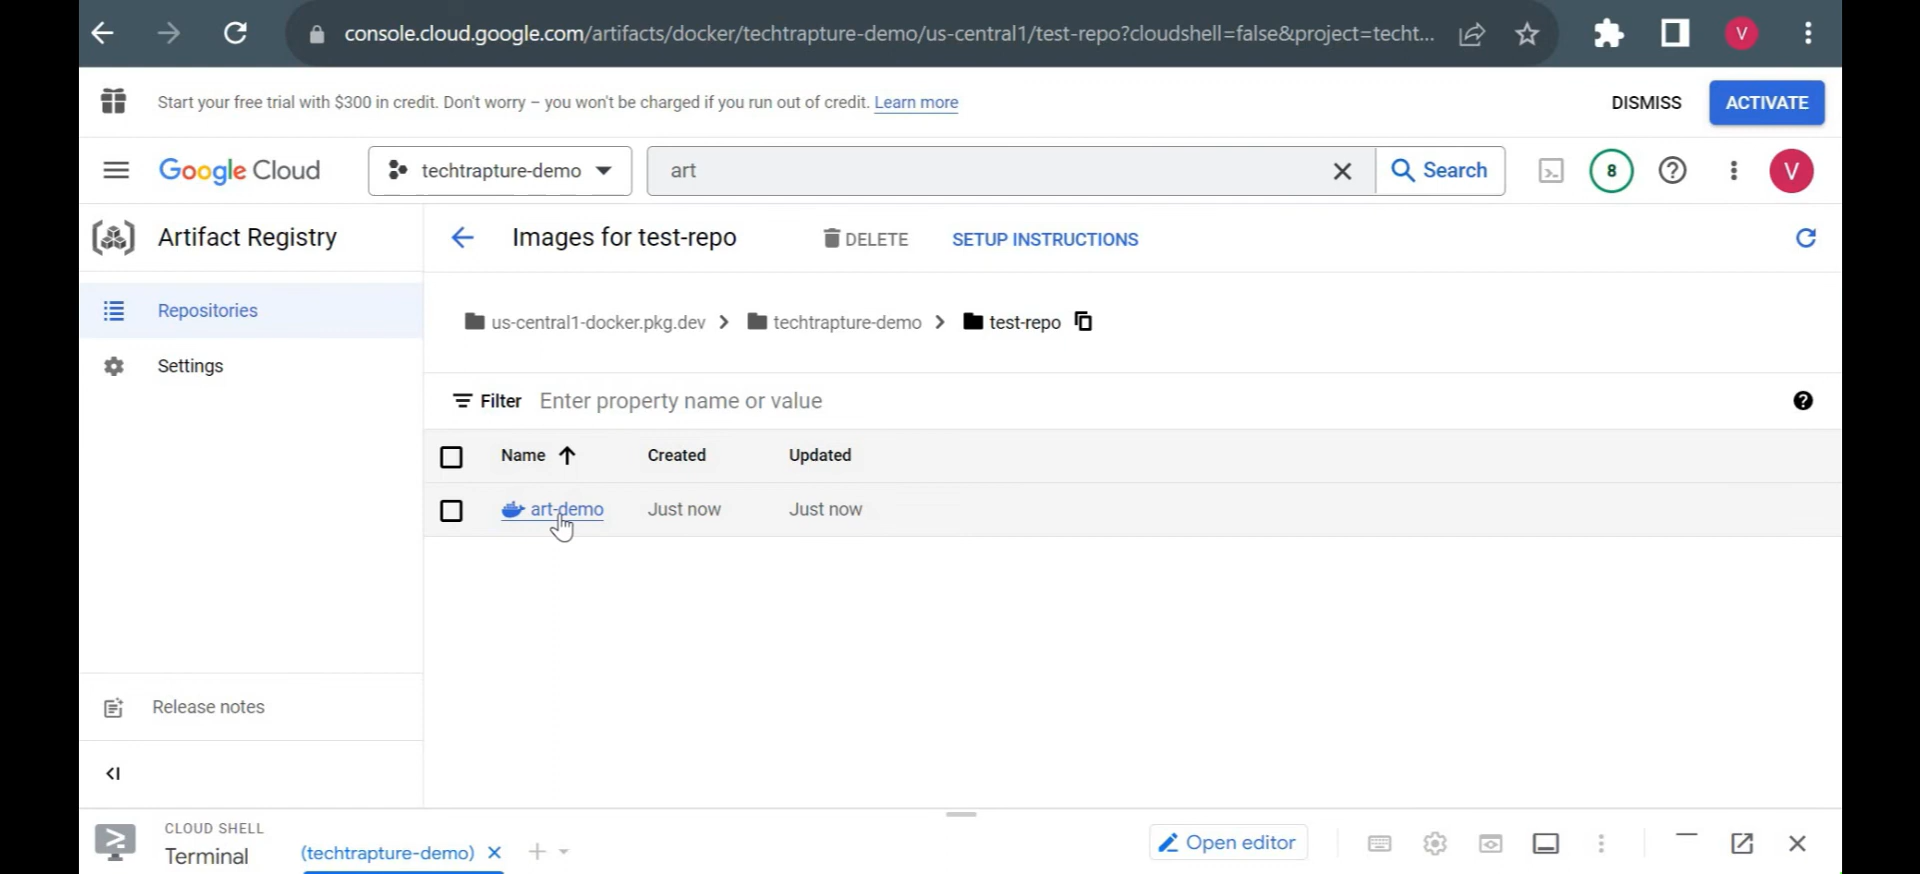 console.cloud.google.com/artifacts/docker/techtrapture-demo/us-central1/test-repo?cloudshell=false&project=techt...
V
Start your free trial with $300 in credit. Don't worry – you won't be charged if you run out of credit. Learn more
DISMISS
ACTIVATE
Google Cloud
techtrapture-demo
art
Search
8
V
Artifact Registry
Images for test-repo
DELETE
SETUP INSTRUCTIONS
Repositories
Settings
us-central1-docker.pkg.dev > techtrapture-demo > test-repo
Filter Enter property name or value
Name Created Updated
art-demo Just now Just now
Release notes
CLOUD SHELL
Terminal
(techtrapture-demo)
Open editor